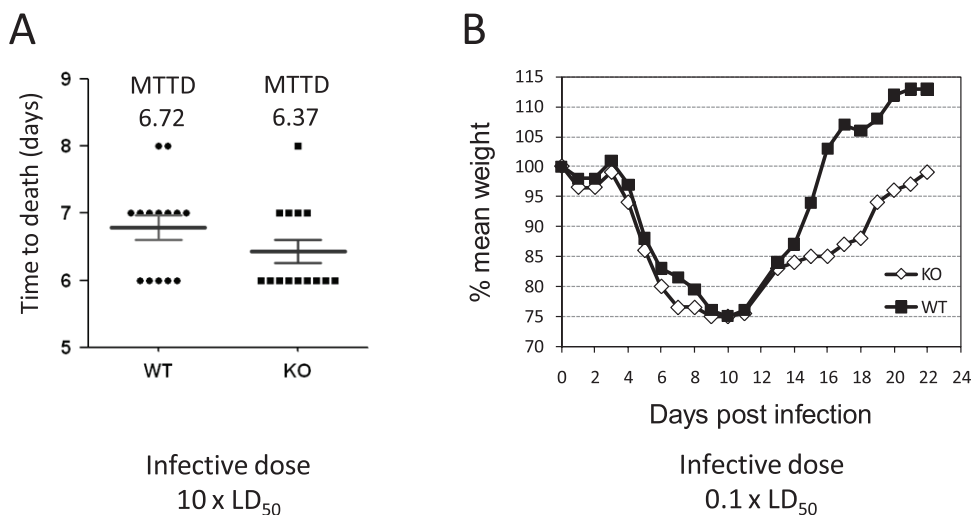 A
MTTD
6.72
MTTD
6.37
9
8
7
6
5
Time to death (days)
WT
KO
Infective dose
10 x LD50
B
115
110
105
100
95
90
85
80
75
70
% mean weight
KO
WT
0 2 4 6 8 10 12 14 16 18 20 22 24
Days post infection
Infective dose
0.1 x LD50